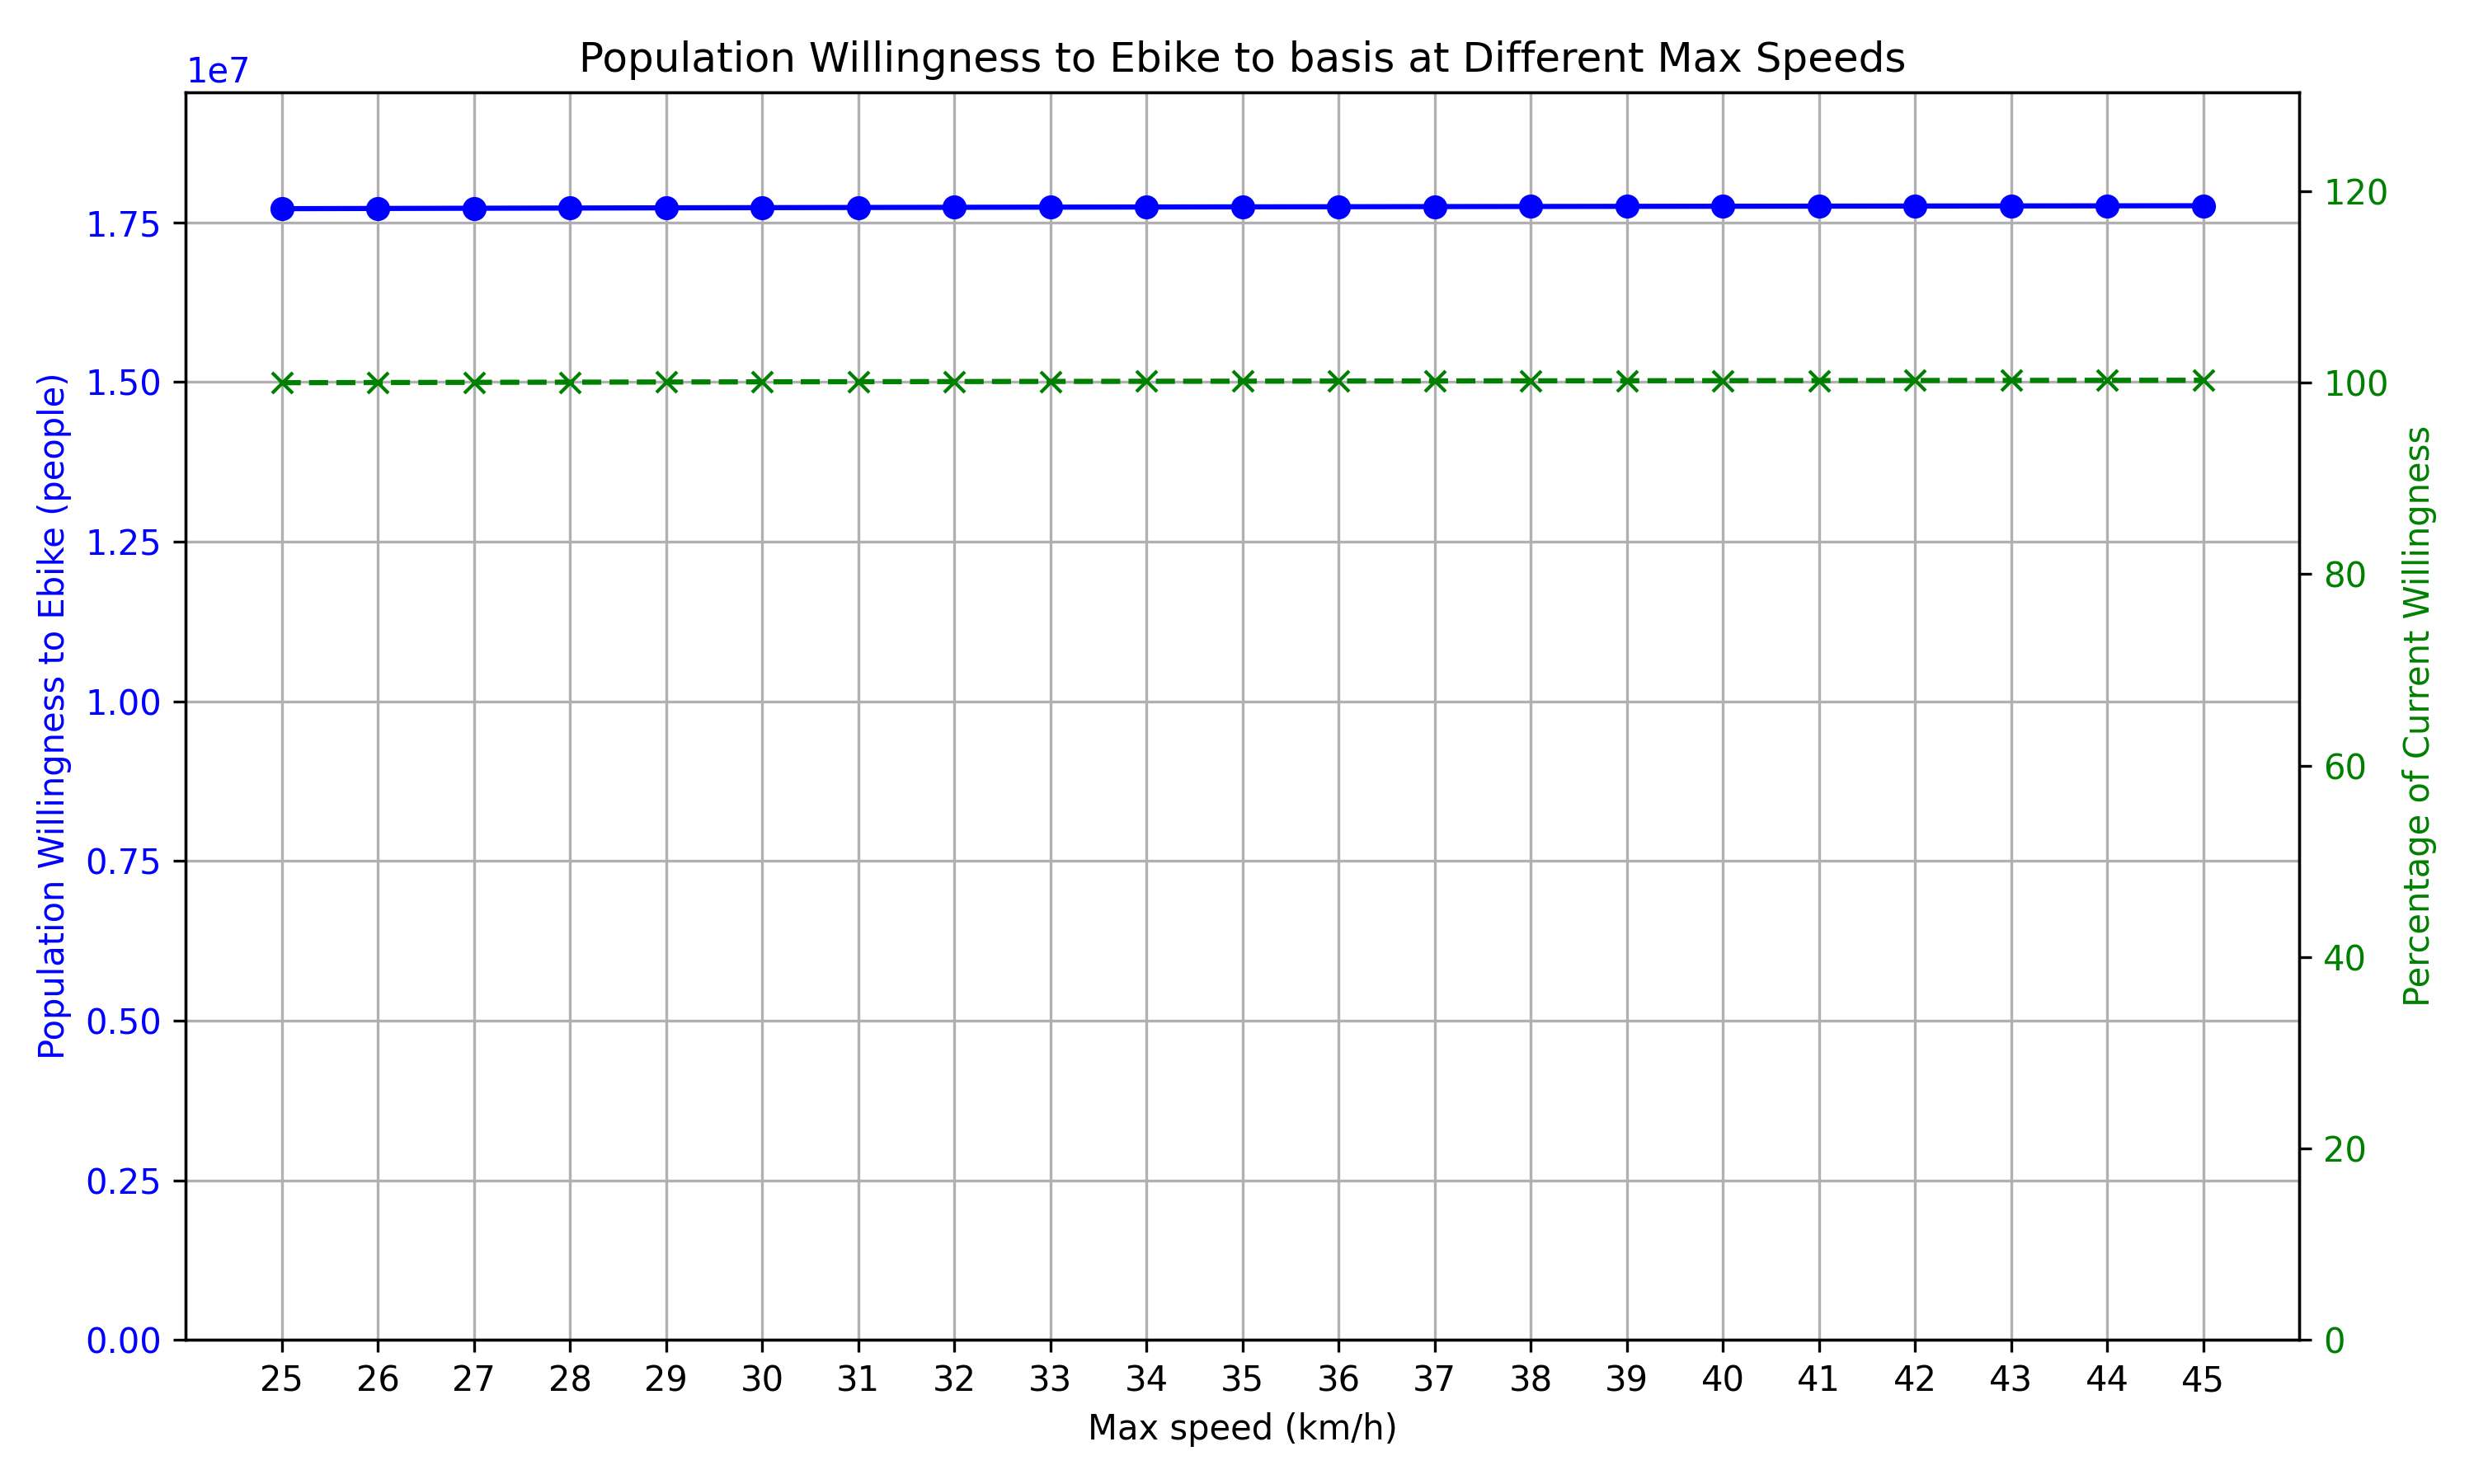 Population Willingness to Ebike to basis at Different Max Speeds
1e7
1.75
1.50
1.25
1.00
0.75
0.50
0.25
0.00
Population Willingness to Ebike (people)
120
100
80
60
40
20
0
Percentage of Current Willingness
25 26 27 28 29 30 31 32 33 34 35 36 37 38 39 40 41 42 43 44 45
Max speed (km/h)